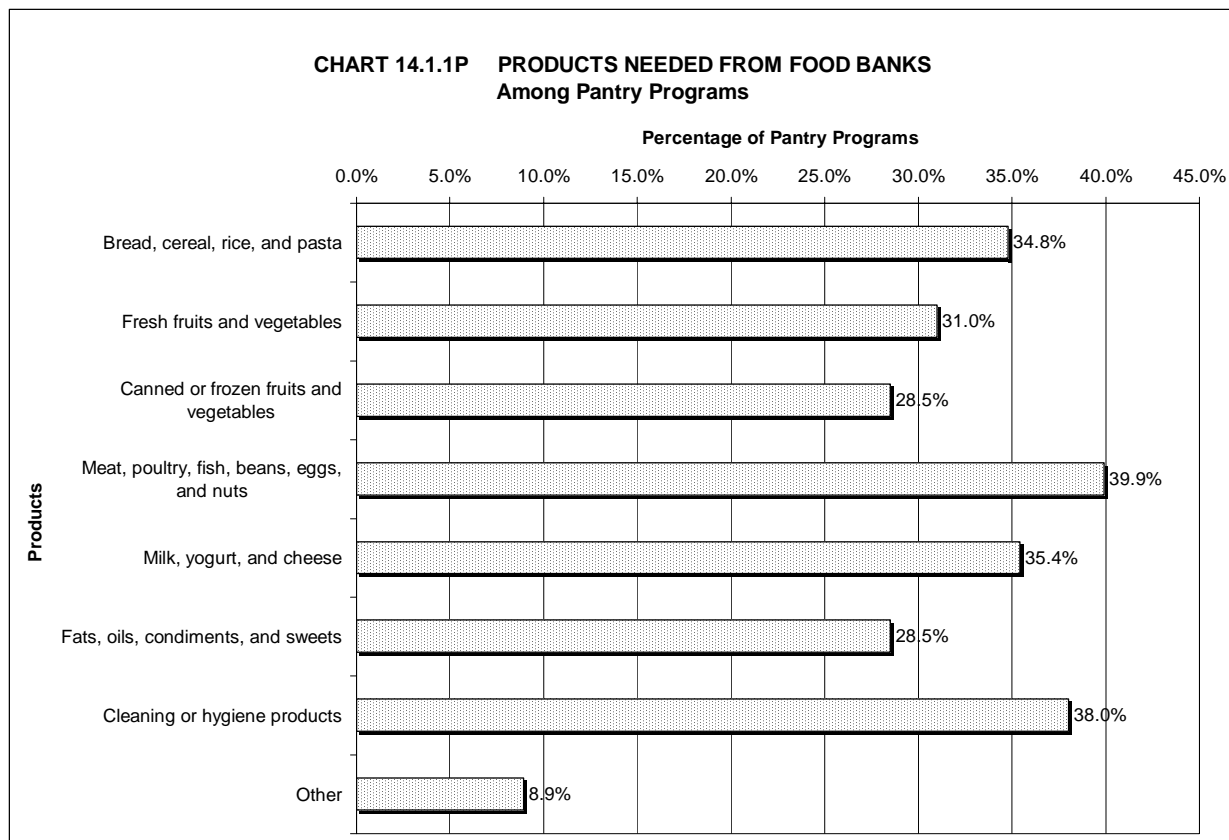 CHART 14.1.1P PRODUCTS NEEDED FROM FOOD BANKS
Among Pantry Programs
Percentage of Pantry Programs
0.0% 5.0% 10.0% 15.0% 20.0% 25.0% 30.0% 35.0% 40.0% 45.0%
Products
Bread, cereal, rice, and pasta 34.8%
Fresh fruits and vegetables 31.0%
Canned or frozen fruits and
vegetables 28.5%
Meat, poultry, fish, beans, eggs,
and nuts 39.9%
Milk, yogurt, and cheese 35.4%
Fats, oils, condiments, and sweets 28.5%
Cleaning or hygiene products 38.0%
Other 8.9%